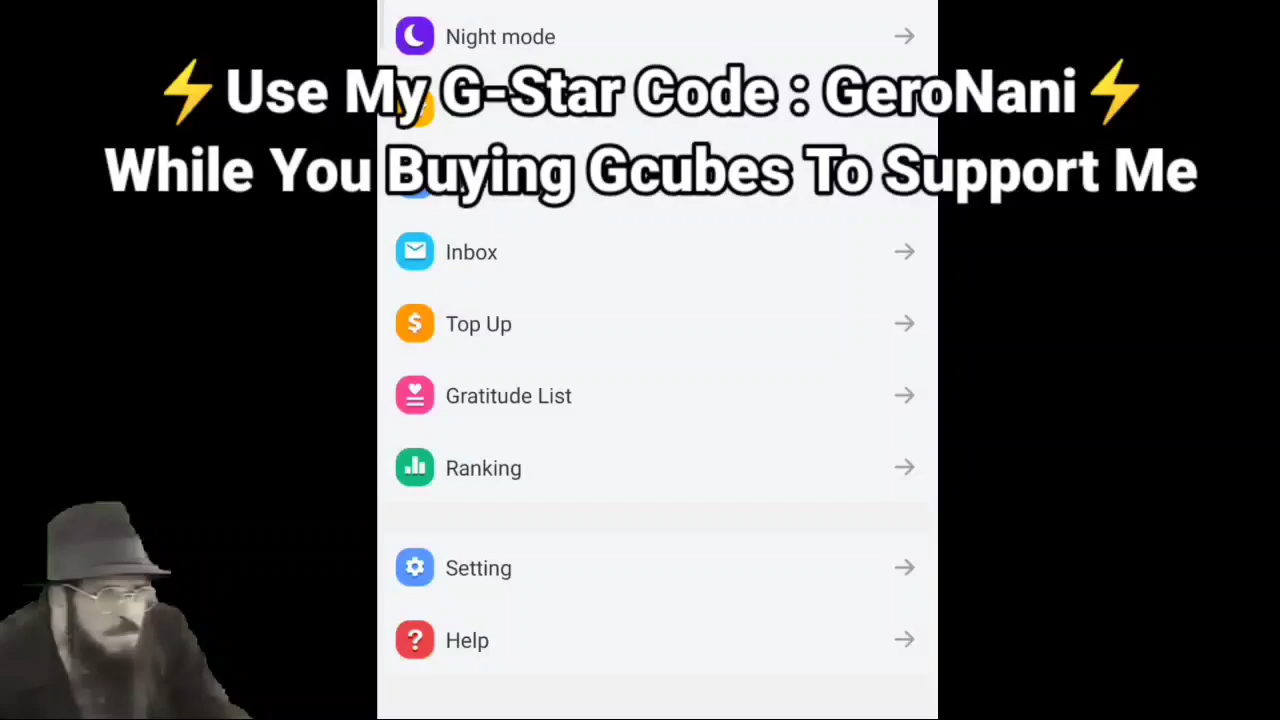 Night mode
⚡Use My G-Star Code : GeroNani⚡
While You Buying Gcubes To Support Me
Inbox
Top Up
$
Gratitude List
Ranking
Setting
Help
?